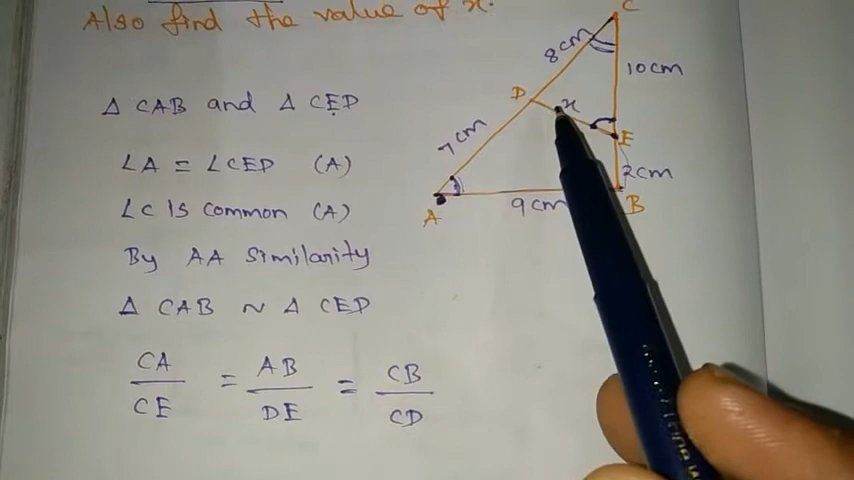 Also find the value of x.
Δ CAB and Δ CED
∠A = ∠CED (A)
∠C IS common (A)
By AA Similarity
Δ CAB ~ Δ CED
CA/CE = AB/DE = CB/CD
C
8cm
10cm
D
x
7cm
E
2cm
A
9cm
B